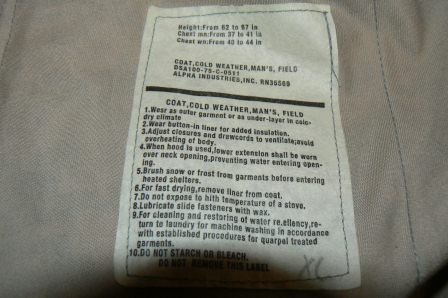 Height:From 62 to 67 in
Chest mn:From 37 to 41 in
Chest wn:From 40 to 44 in
COAT,COLD WEATHER,MAN'S, FIELD
DSA100-75-C-0511
ALPHA INDUSTRIES,INC. RN35509
COAT,COLD WEATHER,MAN'S, FIELD
1.Wear as outer garment or as under-layer in cold-
dry climate
2.Wear button-in liner for added insulation.
3.Adjust closures and drawcords to ventilate;avoid
overheating of body.
4.When hood is used,lower extension shall be worn
over neck opening,preventing water entering open-
ing.
5.Brush snow or frost from garments before entering
heated shelters.
6.For fast drying,remove liner from coat.
7.Do not expose to hith temperature of a stove.
8.Lubricate slide fasteners with wax.
9.For cleaning and restoring of water re.ellency,re-
turn to laundry for machine washing in accordance
with established procedures for quarpel treated
garments.
10.DO NOT STARCH OR BLEACH.
DO NOT REMOVE THIS LABEL
XL